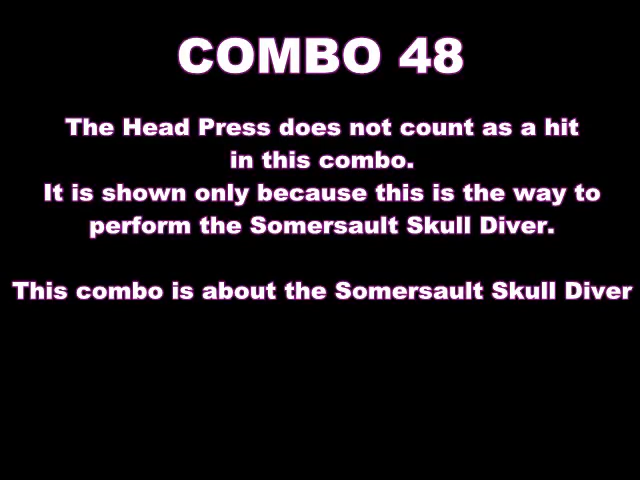 COMBO 48
The Head Press does not count as a hit
in this combo.
It is shown only because this is the way to
perform the Somersault Skull Diver.
This combo is about the Somersault Skull Diver